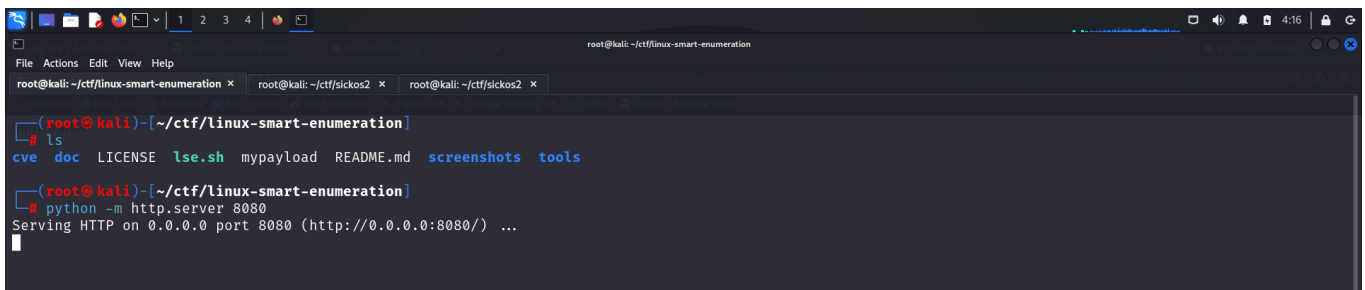 1 2 3 4 4:16
root@kali: ~/ctf/linux-smart-enumeration
File Actions Edit View Help
root@kali: ~/ctf/linux-smart-enumeration × root@kali: ~/ctf/sickos2 × root@kali: ~/ctf/sickos2 ×
┌──(root㉿kali)-[~/ctf/linux-smart-enumeration]
└─# ls
cve doc LICENSE lse.sh mypayload README.md screenshots tools
┌──(root㉿kali)-[~/ctf/linux-smart-enumeration]
└─# python -m http.server 8080
Serving HTTP on 0.0.0.0 port 8080 (http://0.0.0.0:8080/) ...